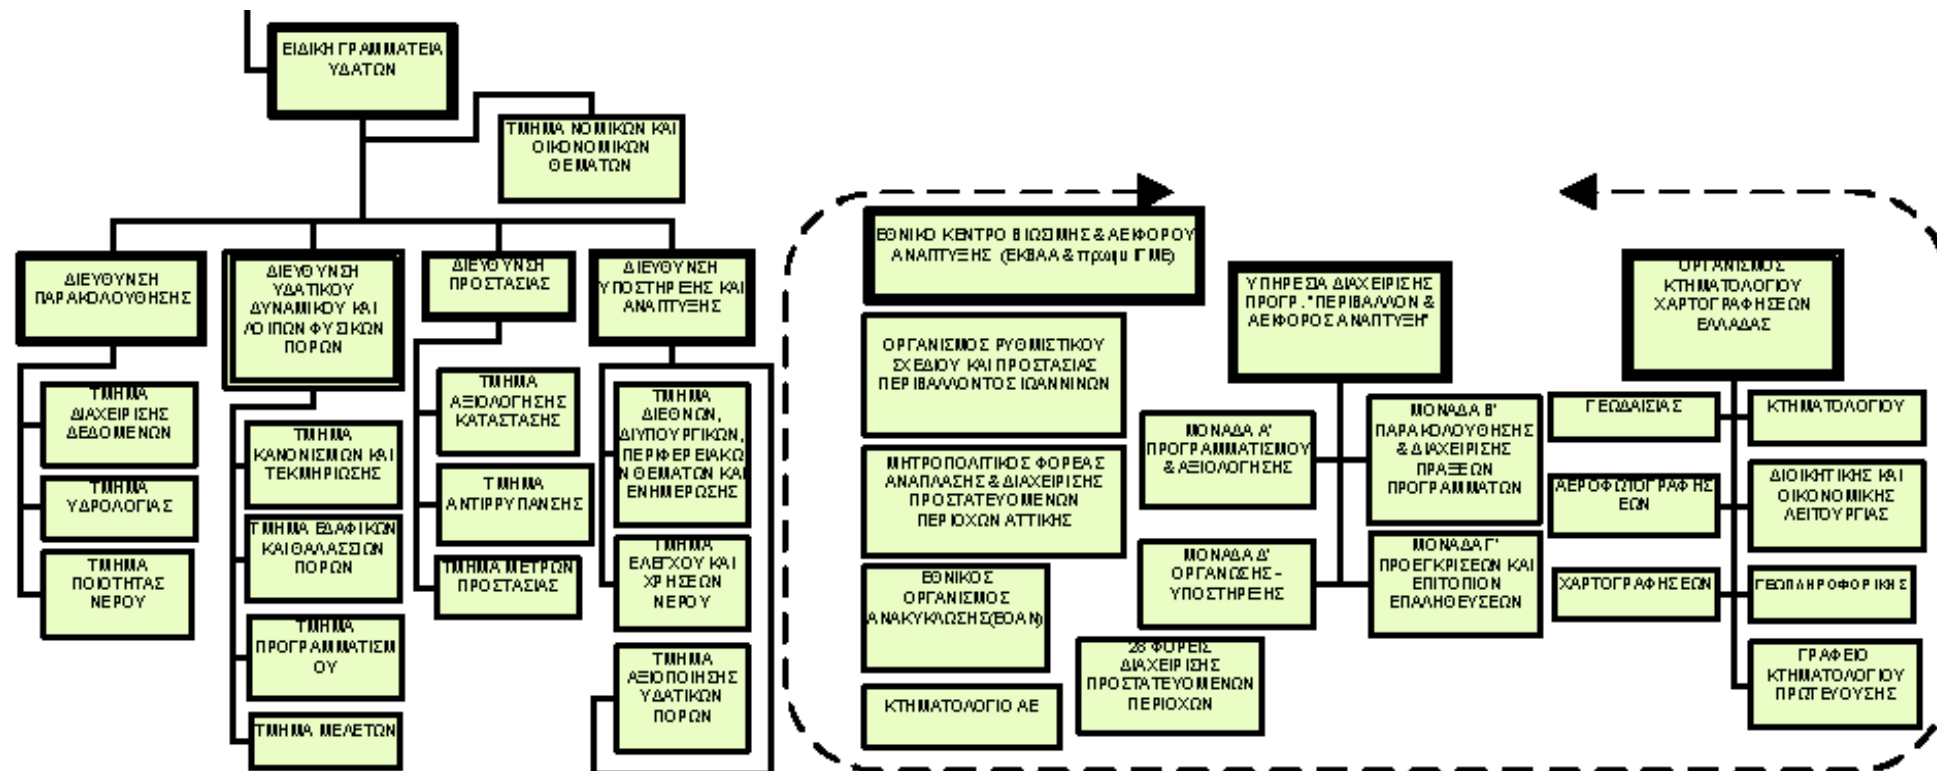 ΕΙΔΙΚΗ ΓΡΑΜΜΑΤΕΙΑ
ΥΔΑΤΩΝ
ΤΜΗΜΑ ΝΟΜΙΚΩΝ ΚΑΙ
ΟΙΚΟΝΟΜΙΚΩΝ
ΘΕΜΑΤΩΝ
ΔΙΕΥΘΥΝΣΗ
ΠΑΡΑΚΟΛΟΥΘΗΣΗΣ
ΤΜΗΜΑ
ΔΙΑΧΕΙΡΙΣΗΣ
ΔΕΔΟΜΕΝΩΝ
ΤΜΗΜΑ
ΥΔΡΟΛΟΓΙΑΣ
ΤΜΗΜΑ
ΠΟΙΟΤΗΤΑΣ
ΝΕΡΟΥ
ΔΙΕΥΘΥΝΣΗ
ΥΔΑΤΙΚΟΥ
ΔΥΝΑΜΙΚΟΥ ΚΑΙ
ΛΟΙΠΩΝ ΦΥΣΙΚΩΝ
ΠΟΡΩΝ
ΤΜΗΜΑ
ΚΑΝΟΝΙΣΜΩΝ ΚΑΙ
ΤΕΚΜΗΡΙΩΣΗΣ
ΤΜΗΜΑ ΕΔΑΦΙΚΩΝ
ΚΑΙ ΘΑΛΑΣΣΙΩΝ
ΠΟΡΩΝ
ΤΜΗΜΑ
ΠΡΟΓΡΑΜΜΑΤΙΣΜ
ΟΥ
ΤΜΗΜΑ ΜΕΛΕΤΩΝ
ΔΙΕΥΘΥΝΣΗ
ΠΡΟΣΤΑΣΙΑΣ
ΤΜΗΜΑ
ΑΞΙΟΛΟΓΗΣΗΣ
ΚΑΤΑΣΤΑΣΗΣ
ΤΜΗΜΑ
ΑΝΤΙΡΡΥΠΑΝΣΗΣ
ΤΜΗΜΑ ΜΕΤΡΩΝ
ΠΡΟΣΤΑΣΙΑΣ
ΔΙΕΥΘΥΝΣΗ
ΥΠΟΣΤΗΡΙΞΗΣ ΚΑΙ
ΑΝΑΠΤΥΞΗΣ
ΤΜΗΜΑ
ΔΙΕΘΝΩΝ,
ΔΙΥΠΟΥΡΓΙΚΩΝ,
ΠΕΡΙΦΕΡΕΙΑΚΩ
Ν ΘΕΜΑΤΩΝ ΚΑΙ
ΕΝΗΜΕΡΩΣΗΣ
ΤΜΗΜΑ
ΕΛΕΓΧΟΥ ΚΑΙ
ΧΡΗΣΕΩΝ
ΝΕΡΟΥ
ΤΜΗΜΑ
ΑΞΙΟΠΟΙΗΣΗΣ
ΥΔΑΤΙΚΩΝ
ΠΟΡΩΝ
ΕΘΝΙΚΟ ΚΕΝΤΡΟ ΒΙΩΣΙΜΗΣ & ΑΕΙΦΟΡΟΥ
ΑΝΑΠΤΥΞΗΣ (ΕΚΒΑΑ & πρωην ΙΓΜΕ)
ΟΡΓΑΝΙΣΜΟΣ ΡΥΘΜΙΣΤΙΚΟΥ
ΣΧΕΔΙΟΥ ΚΑΙ ΠΡΟΣΤΑΣΙΑΣ
ΠΕΡΙΒΑΛΛΟΝΤΟΣ ΙΩΑΝΝΙΝΩΝ
ΜΗΤΡΟΠΟΛΙΤΙΚΟΣ ΦΟΡΕΑΣ
ΑΝΑΠΛΑΣΗΣ & ΔΙΑΧΕΙΡΙΣΗΣ
ΠΡΟΣΤΑΤΕΥΟΜΕΝΩΝ
ΠΕΡΙΟΧΩΝ ΑΤΤΙΚΗΣ
ΕΘΝΙΚΟΣ
ΟΡΓΑΝΙΣΜΟΣ
ΑΝΑΚΥΚΛΩΣΗΣ(ΕΟΑΝ)
ΚΤΗΜΑΤΟΛΟΓΙΟ ΑΕ
28 ΦΟΡΕΙΣ
ΔΙΑΧΕΙΡΙΣΗΣ
ΠΡΟΣΤΑΤΕΥΟΜΕΝΩΝ
ΠΕΡΙΟΧΩΝ
ΥΠΗΡΕΣΙΑ ΔΙΑΧΕΙΡΙΣΗΣ
ΠΡΟΓΡ. "ΠΕΡΙΒΑΛΛΟΝ &
ΑΕΙΦΟΡΟΣ ΑΝΑΠΤΥΞΗ"
ΜΟΝΑΔΑ Α'
ΠΡΟΓΡΑΜΜΑΤΙΣΜΟΥ
& ΑΞΙΟΛΟΓΗΣΗΣ
ΜΟΝΑΔΑ Β'
ΠΑΡΑΚΟΛΟΥΘΗΣΗΣ
& ΔΙΑΧΕΙΡΙΣΗΣ
ΠΡΑΞΕΩΝ
ΠΡΟΓΡΑΜΜΑΤΩΝ
ΜΟΝΑΔΑ Δ'
ΟΡΓΑΝΩΣΗΣ –
ΥΠΟΣΤΗΡΙΞΗΣ
ΜΟΝΑΔΑ Γ'
ΠΡΟΕΓΚΡΙΣΕΩΝ ΚΑΙ
ΕΠΙΤΟΠΙΩΝ
ΕΠΑΛΗΘΕΥΣΕΩΝ
ΟΡΓΑΝΙΣΜΟΣ
ΚΤΗΜΑΤΟΛΟΓΙΟΥ
ΧΑΡΤΟΓΡΑΦΗΣΕΩΝ
ΕΛΛΑΔΑΣ
ΓΕΩΔΑΙΣΙΑΣ
ΚΤΗΜΑΤΟΛΟΓΙΟΥ
ΑΕΡΟΦΩΤΟΓΡΑΦΗΣ
ΕΩΝ
ΔΙΟΙΚΗΤΙΚΗΣ ΚΑΙ
ΟΙΚΟΝΟΜΙΚΗΣ
ΛΕΙΤΟΥΡΓΙΑΣ
ΧΑΡΤΟΓΡΑΦΗΣΕΩΝ
ΓΕΩΠΛΗΡΟΦΟΡΙΚΗΣ
ΓΡΑΦΕΙΟ
ΚΤΗΜΑΤΟΛΟΓΙΟΥ
ΠΡΩΤΕΥΟΥΣΗΣ